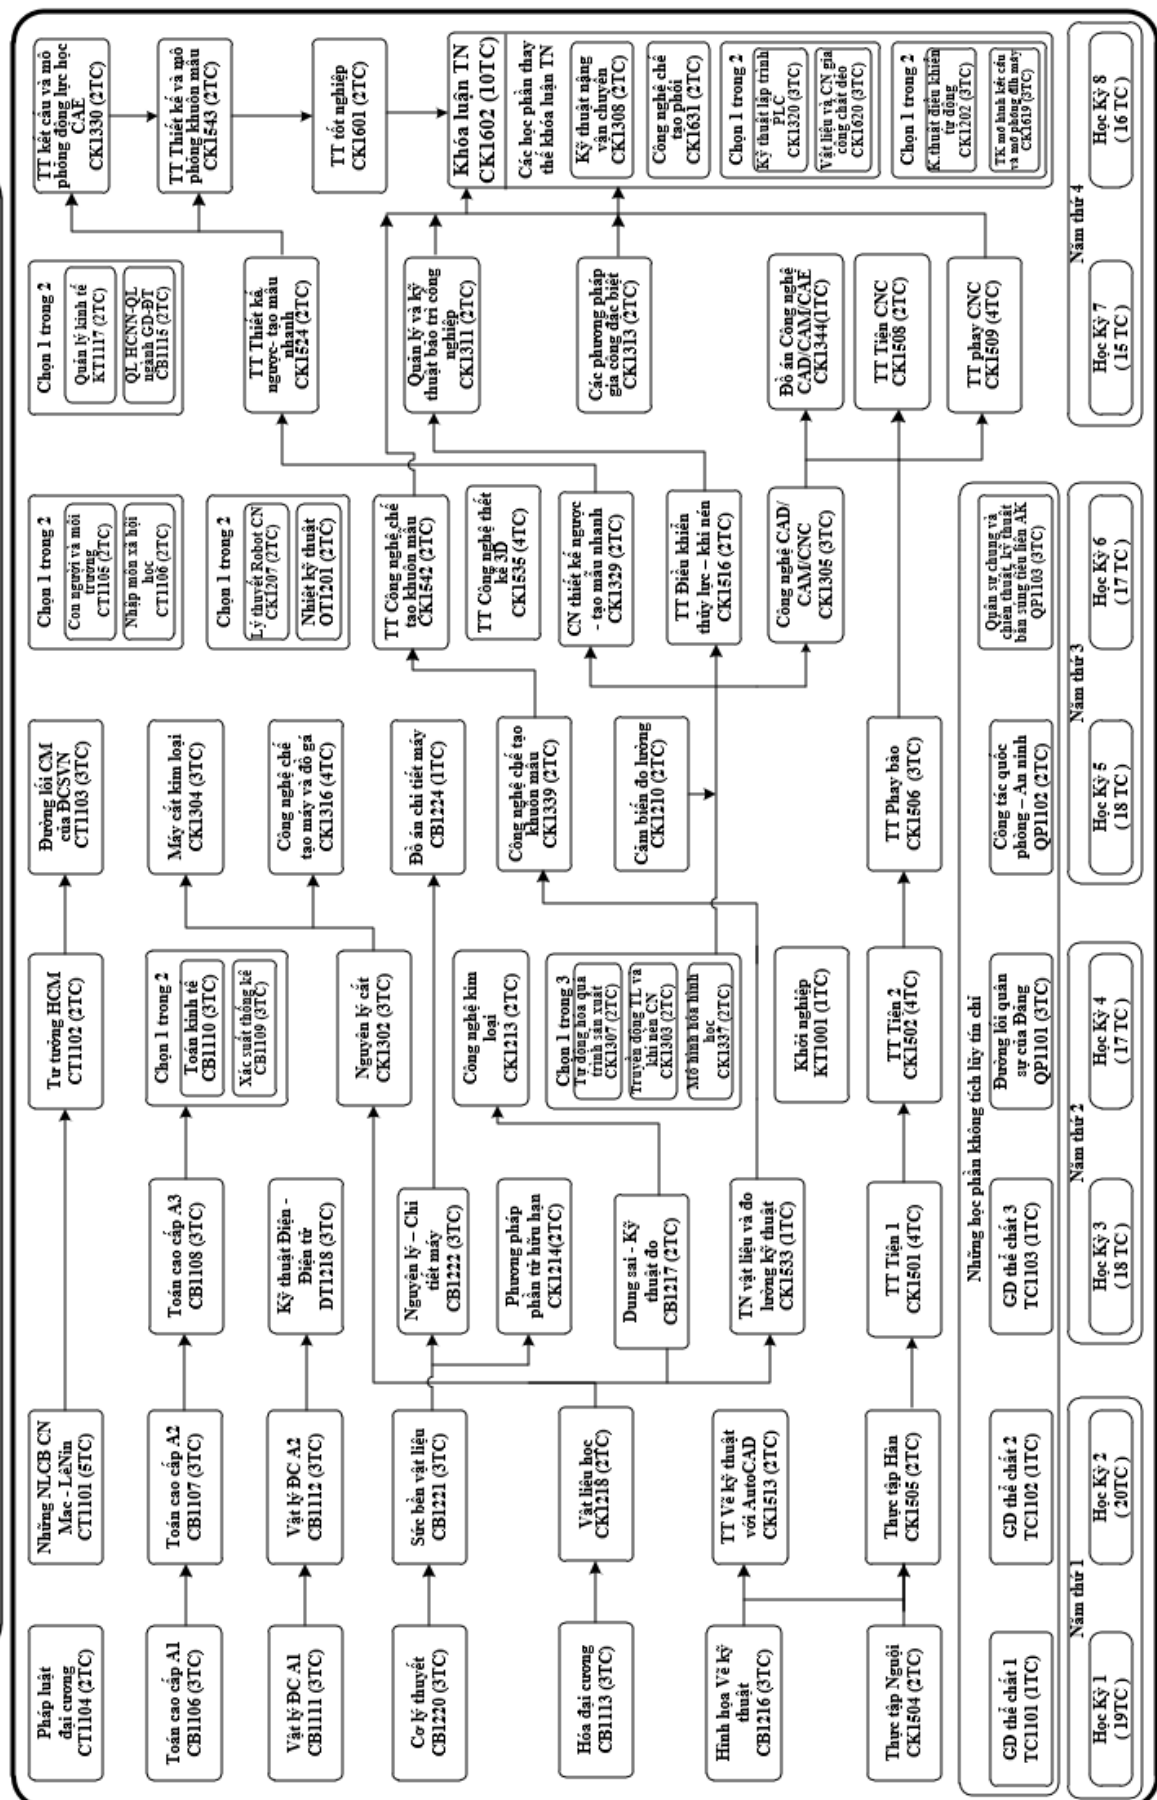 Pháp luật
đại cương
CT1104 (2TC)
Toán cao cấp A1
CB1106 (3TC)
Vật lý ĐC A1
CB1111 (3TC)
Cơ lý thuyết
CB1220 (3TC)
Hóa đại cương
CB1113 (3TC)
Hình họa Vẽ kỹ
thuật
CB1216 (3TC)
Thực tập Nguội
CK1504 (2TC)
Những NLCB CN
Mac - LêNin
CT1101 (5TC)
Toán cao cấp A2
CB1107 (3TC)
Vật lý ĐC A2
CB1112 (3TC)
Sức bền vật liệu
CB1221 (3TC)
Vật liệu học
CK1218 (2TC)
TT Vẽ kỹ thuật
với AutoCAD
CK1513 (2TC)
Thực tập Hàn
CK1505 (2TC)
Toán cao cấp A3
CB1108 (3TC)
Kỹ thuật Điện -
Điện tử
DT1218 (3TC)
Nguyên lý – Chi
tiết máy
CB1222 (3TC)
Phương pháp
phần tử hữu hạn
CK1214(2TC)
Dung sai - Kỹ
thuật đo
CB1217 (2TC)
TN vật liệu và đo
lường kỹ thuật
CK1533 (1TC)
TT Tiện 1
CK1501 (4TC)
Tư tưởng HCM
CT1102 (2TC)
Chọn 1 trong 2
Toán kinh tế
CB1110 (3TC)
Xác suất thống kê
CB1109 (3TC)
Nguyên lý cắt
CK1302 (3TC)
Công nghệ kim
loại
CK1213 (2TC)
Chọn 1 trong 3
Tự động hóa quá
trình sản xuất
CK1307 (2TC)
Truyền động TL và
khí nén CN
CK1303 (2TC)
Mô hình hóa hình
học
CK1337 (2TC)
Khởi nghiệp
KT1001 (1TC)
TT Tiện 2
CK1502 (4TC)
Đường lối CM
của ĐCSVN
CT1103 (3TC)
Máy cắt kim loại
CK1304 (3TC)
Công nghệ chế
tạo máy và đồ gá
CK1316 (4TC)
Đồ án chi tiết máy
CB1224 (1TC)
Công nghệ chế tạo
khuôn mẫu
CK1339 (2TC)
Cảm biến đo lường
CK1210 (2TC)
TT Phay bào
CK1506 (3TC)
Chọn 1 trong 2
Con người và môi
trường
CT1105 (2TC)
Nhập môn xã hội
học
CT1106 (2TC)
Chọn 1 trong 2
Lý thuyết Robot CN
CK1207 (2TC)
Nhiệt kỹ thuật
OT1201 (2TC)
TT Công nghệ chế
tạo khuôn mẫu
CK1542 (2TC)
TT Công nghệ thiết
kế 3D
CK1535 (4TC)
CN thiết kế ngược
- tạo mẫu nhanh
CK1329 (2TC)
TT Điều khiển
thủy lực – khí nén
CK1516 (2TC)
Công nghệ CAD/
CAM/CNC
CK1305 (3TC)
Chọn 1 trong 2
Quản lý kinh tế
KT1117 (2TC)
QL HCNN-QL
ngành GD-ĐT
CB1115 (2TC)
TT Thiết kế
ngược- tạo mẫu
nhanh
CK1524 (2TC)
Quản lý và kỹ
thuật bảo trì công
nghiệp
CK1311 (2TC)
Các phương pháp
gia công đặc biệt
CK1313 (2TC)
Đồ án Công nghệ
CAD/CAM/CAE
CK1344(1TC)
TT Tiện CNC
CK1508 (2TC)
TT phay CNC
CK1509 (4TC)
TT kết cấu và mô
phỏng động lực học
CAE
CK1330 (2TC)
TT Thiết kế và mô
phỏng khuôn mẫu
CK1543 (2TC)
TT tốt nghiệp
CK1601 (2TC)
Khóa luận TN
CK1602 (10TC)
Các học phần thay
thế khóa luận TN
Kỹ thuật nâng
vận chuyển
CK1308 (2TC)
Công nghệ chế
tạo phôi
CK1631 (2TC)
Chọn 1 trong 2
Kỹ thuật lập trình
PLC
CK1320 (3TC)
Vật liệu và CN gia
công chất dẻo
CK1620 (3TC)
Chọn 1 trong 2
K.thuật điều khiển
tự động
CK1202 (3TC)
TK mô hình kết cấu
và mô phỏng đlh máy
CK1619 (3TC)
Những học phần không tích lũy tín chỉ
GD thể chất 1
TC1101 (1TC)
GD thể chất 2
TC1102 (1TC)
GD thể chất 3
TC1103 (1TC)
Đường lối quân
sự của Đảng
QP1101 (3TC)
Công tác quốc
phòng – An ninh
QP1102 (2TC)
Quân sự chung và
chiến thuật, kỹ thuật
bắn súng tiểu liên AK
QP1103 (3TC)
Năm thứ 1
Năm thứ 2
Năm thứ 3
Năm thứ 4
Học Kỳ 1
(19TC )
Học Kỳ 2
(20TC )
Học Kỳ 3
(18 TC)
Học Kỳ 4
(17 TC)
Học Kỳ 5
(18 TC)
Học Kỳ 6
(17TC )
Học Kỳ 7
(15 TC)
Học Kỳ 8
(16 TC)